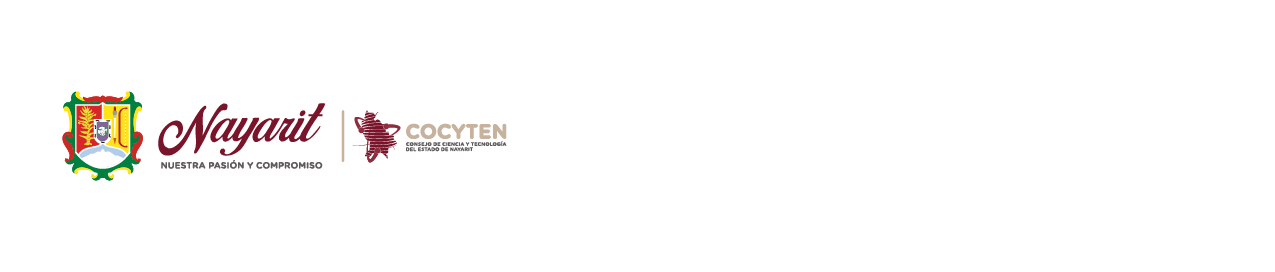 Nayarit
NUESTRA PASIÓN Y COMPROMISO
COCYTEN
CONSEJO DE CIENCIA Y TECNOLOGÍA
DEL ESTADO DE NAYARIT